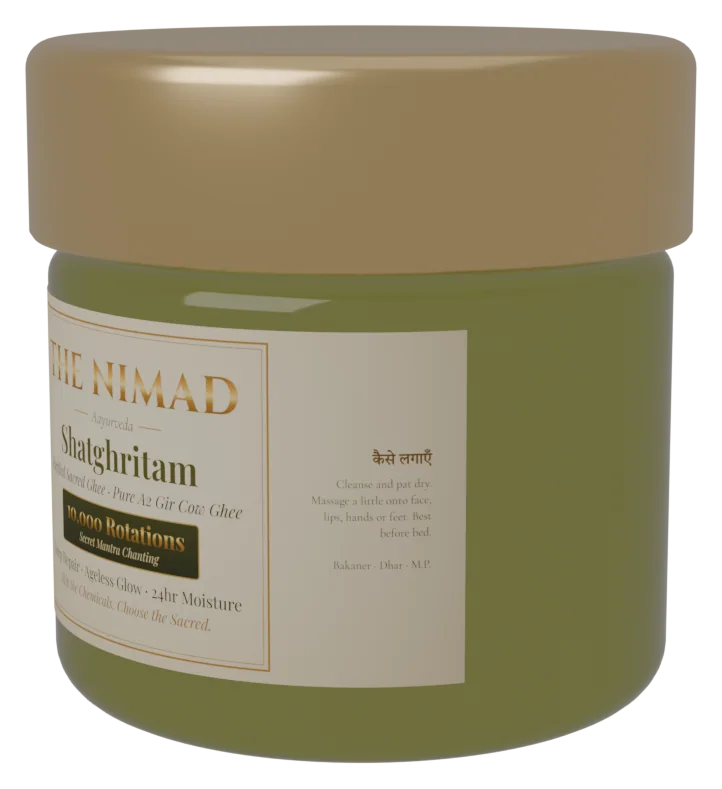 THE NIMAD
Aayurveda
Shatghritam
Sacred Ghee · Pure A2 Gir Cow Ghee
10,000 Rotations
Secret Mantra Chanting
Repair · Ageless Glow · 24hr Moisture
Chemicals. Choose the Sacred.
कैसे लगाएँ
Cleanse and pat dry.
Massage a little onto face,
lips, hands or feet. Best
before bed.
Bakaner · Dhar · M.P.